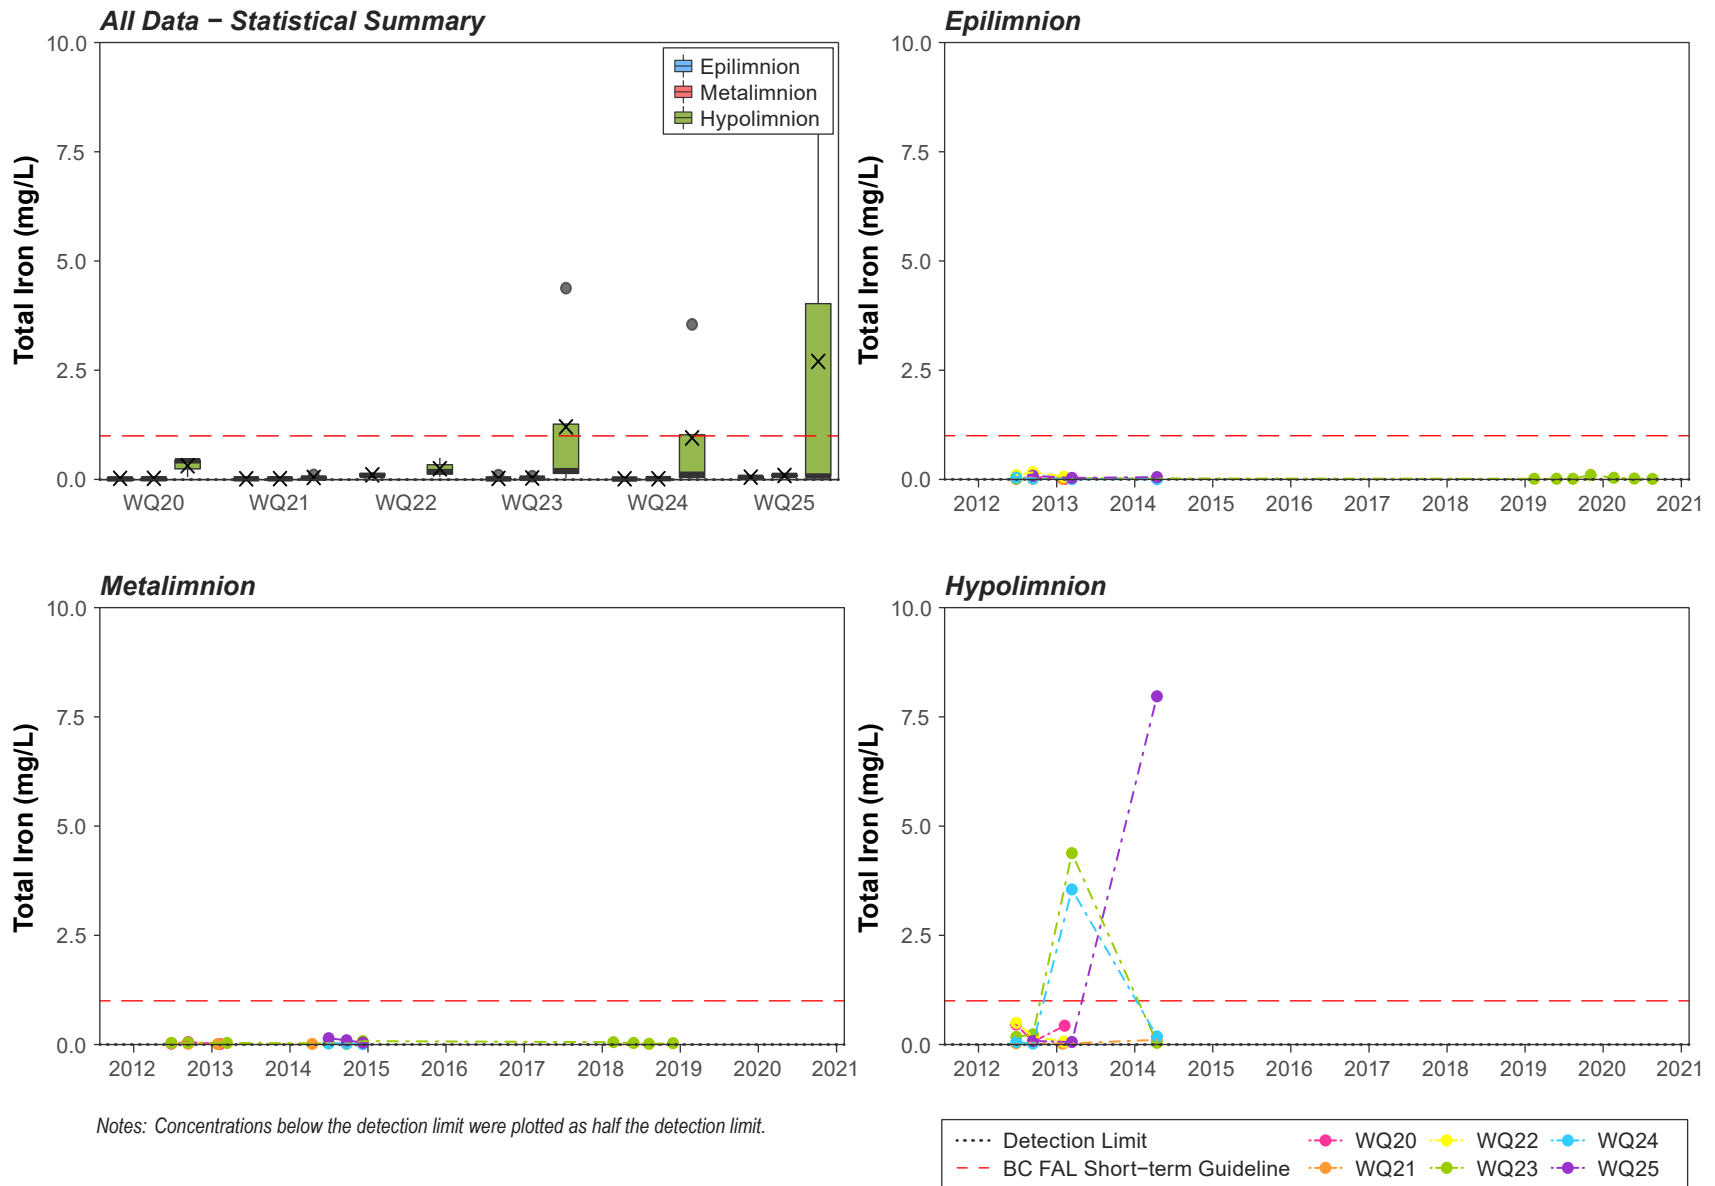 All Data − Statistical Summary
Total Iron (mg/L)
10.0
7.5
5.0
2.5
0.0
WQ20 WQ21 WQ22 WQ23 WQ24 WQ25
Epilimnion
Metalimnion
Hypolimnion
Epilimnion
Total Iron (mg/L)
10.0
7.5
5.0
2.5
0.0
2012 2013 2014 2015 2016 2017 2018 2019 2020 2021
Metalimnion
Total Iron (mg/L)
10.0
7.5
5.0
2.5
0.0
2012 2013 2014 2015 2016 2017 2018 2019 2020 2021
Hypolimnion
Total Iron (mg/L)
10.0
7.5
5.0
2.5
0.0
2012 2013 2014 2015 2016 2017 2018 2019 2020 2021
Notes: Concentrations below the detection limit were plotted as half the detection limit.
Detection Limit WQ20 WQ22 WQ24
BC FAL Short−term Guideline WQ21 WQ23 WQ25